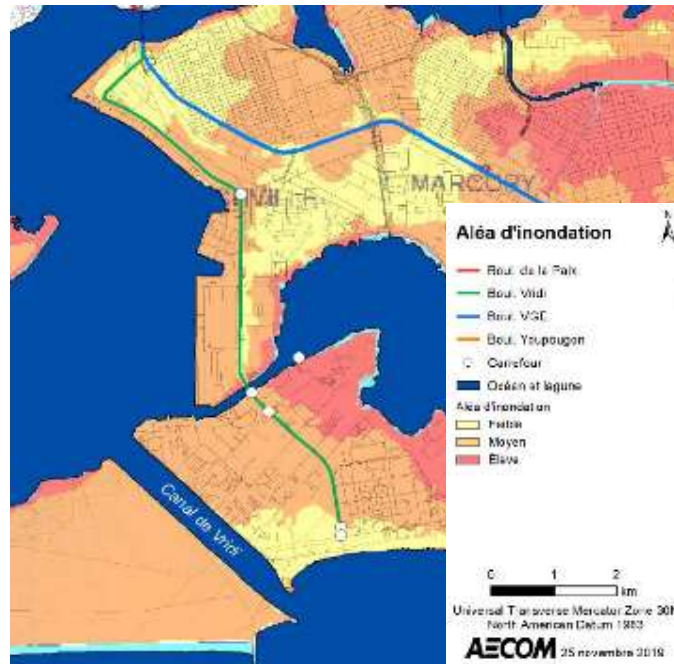 MARCORY
Canal de Vridi
Aléa d'inondation
N
Boul. de la Paix
Boul. Vridi
Boul. VGE
Boul. Yopougon
Carrefour
Océan et lagune
Aléa d'inondation
Faible
Moyen
Élevé
0 1 2
km
Universal Transverse Mercator Zone 30N
North American Datum 1983
AECOM 25 novembre 2019